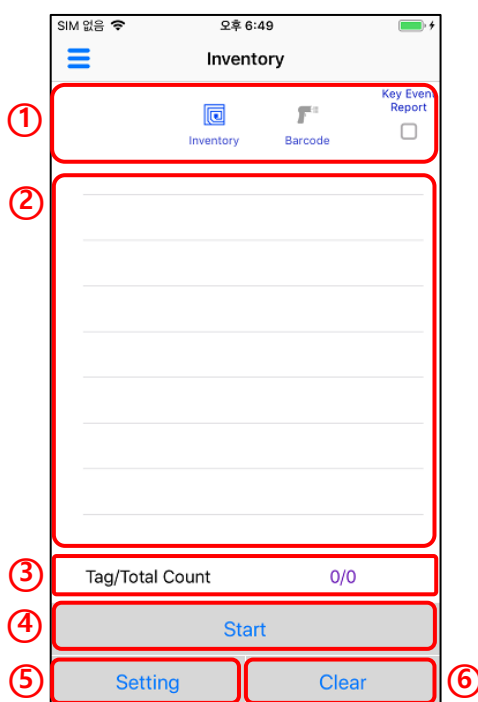 SIM 없음 오후 6:49
Inventory
①
Key Event
Report
Inventory
Barcode
②
③
Tag/Total Count 0/0
④
Start
⑤
Setting
Clear
⑥